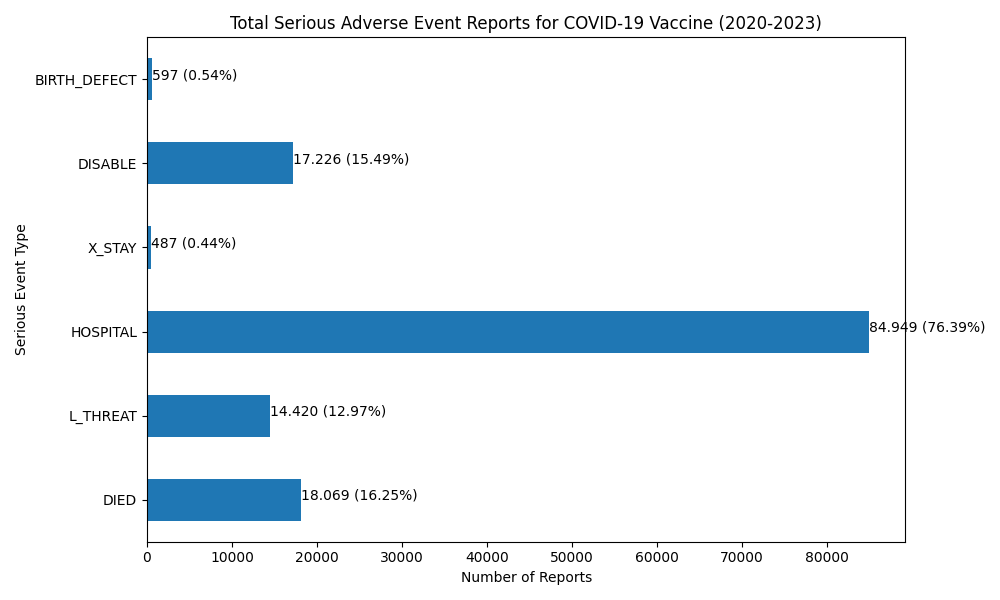 Total Serious Adverse Event Reports for COVID-19 Vaccine (2020-2023)
BIRTH_DEFECT
597 (0.54%)
DISABLE
17.226 (15.49%)
X_STAY
487 (0.44%)
HOSPITAL
84.949 (76.39%)
L_THREAT
14.420 (12.97%)
DIED
18.069 (16.25%)
Serious Event Type
0 10000 20000 30000 40000 50000 60000 70000 80000
Number of Reports